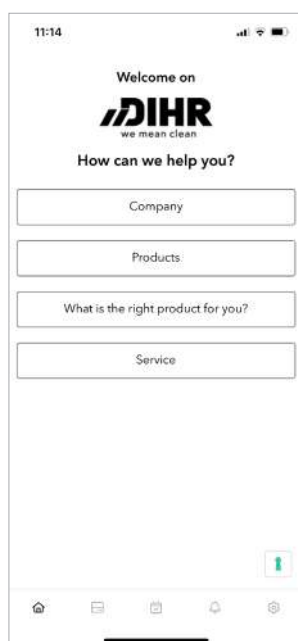 11:14
Welcome on
DIHR
we mean clean
How can we help you?
Company
Products
What is the right product for you?
Service